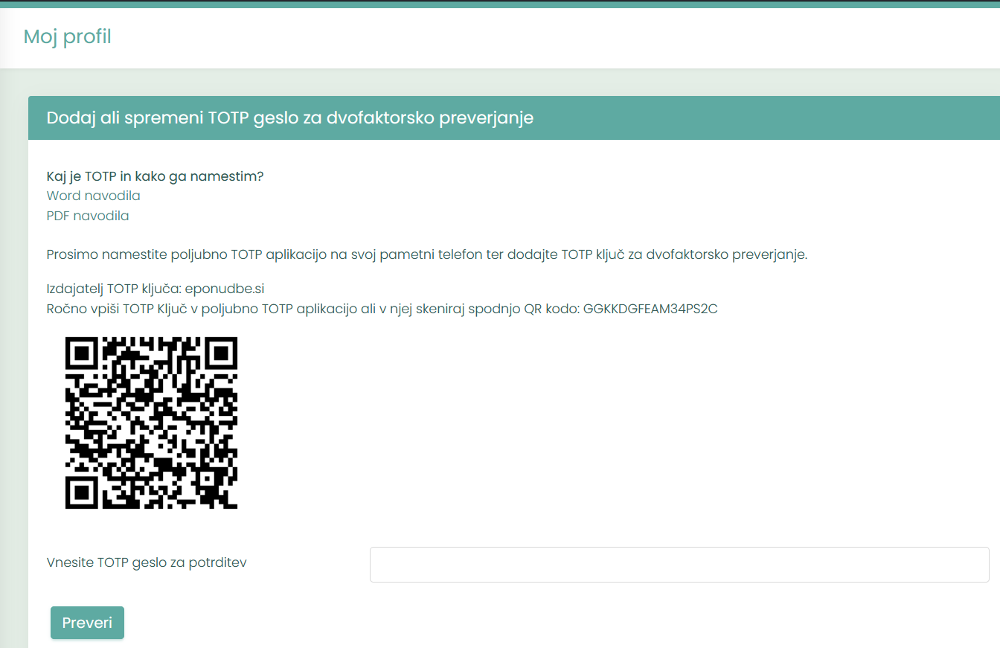 Moj profil
Dodaj ali spremeni TOTP geslo za dvofaktorsko preverjanje
Kaj je TOTP in kako ga namestim?
Word navodila
PDF navodila
Prosimo namestite poljubno TOTP aplikacijo na svoj pametni telefon ter dodajte TOTP ključ za dvofaktorsko preverjanje.
Izdajatelj TOTP ključa: eponudbe.si
Ročno vpiši TOTP Ključ v poljubno TOTP aplikacijo ali v njej skeniraj spodnjo QR kodo: GGKKDGFEAM34PS2C
Vnesite TOTP geslo za potrditev
Preveri